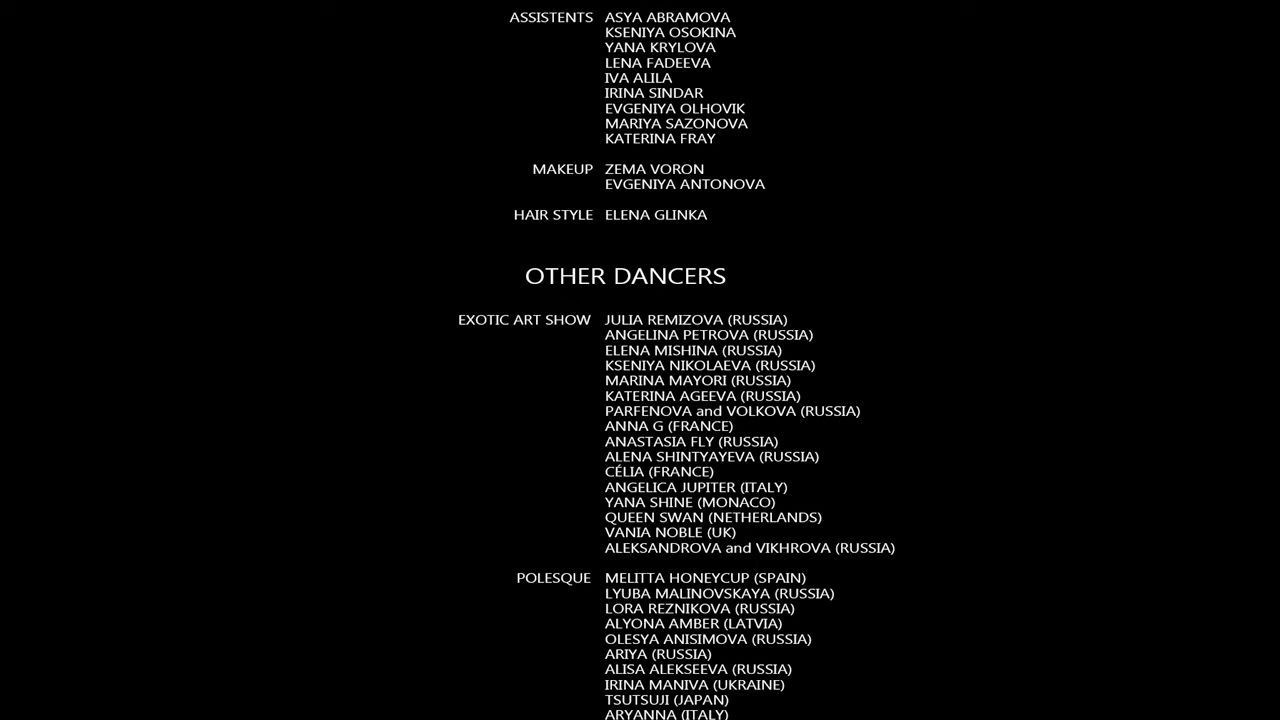 ASSISTENTS ASYA ABRAMOVA
KSENIYA OSOKINA
YANA KRYLOVA
LENA FADEEVA
IVA ALILA
IRINA SINDAR
EVGENIYA OLHOVIK
MARIYA SAZONOVA
KATERINA FRAY
MAKEUP ZEMA VORON
EVGENIYA ANTONOVA
HAIR STYLE ELENA GLINKA
OTHER DANCERS
EXOTIC ART SHOW JULIA REMIZOVA (RUSSIA)
ANGELINA PETROVA (RUSSIA)
ELENA MISHINA (RUSSIA)
KSENIYA NIKOLAEVA (RUSSIA)
MARINA MAYORI (RUSSIA)
KATERINA AGEEVA (RUSSIA)
PARFENOVA and VOLKOVA (RUSSIA)
ANNA G (FRANCE)
ANASTASIA FLY (RUSSIA)
ALENA SHINTYAYEVA (RUSSIA)
CÉLIA (FRANCE)
ANGELICA JUPITER (ITALY)
YANA SHINE (MONACO)
QUEEN SWAN (NETHERLANDS)
VANIA NOBLE (UK)
ALEKSANDROVA and VIKHROVA (RUSSIA)
POLESQUE MELITTA HONEYCUP (SPAIN)
LYUBA MALINOVSKAYA (RUSSIA)
LORA REZNIKOVA (RUSSIA)
ALYONA AMBER (LATVIA)
OLESYA ANISIMOVA (RUSSIA)
ARIYA (RUSSIA)
ALISA ALEKSEEVA (RUSSIA)
IRINA MANIVA (UKRAINE)
TSUTSUJI (JAPAN)
ARYANNA (ITALY)